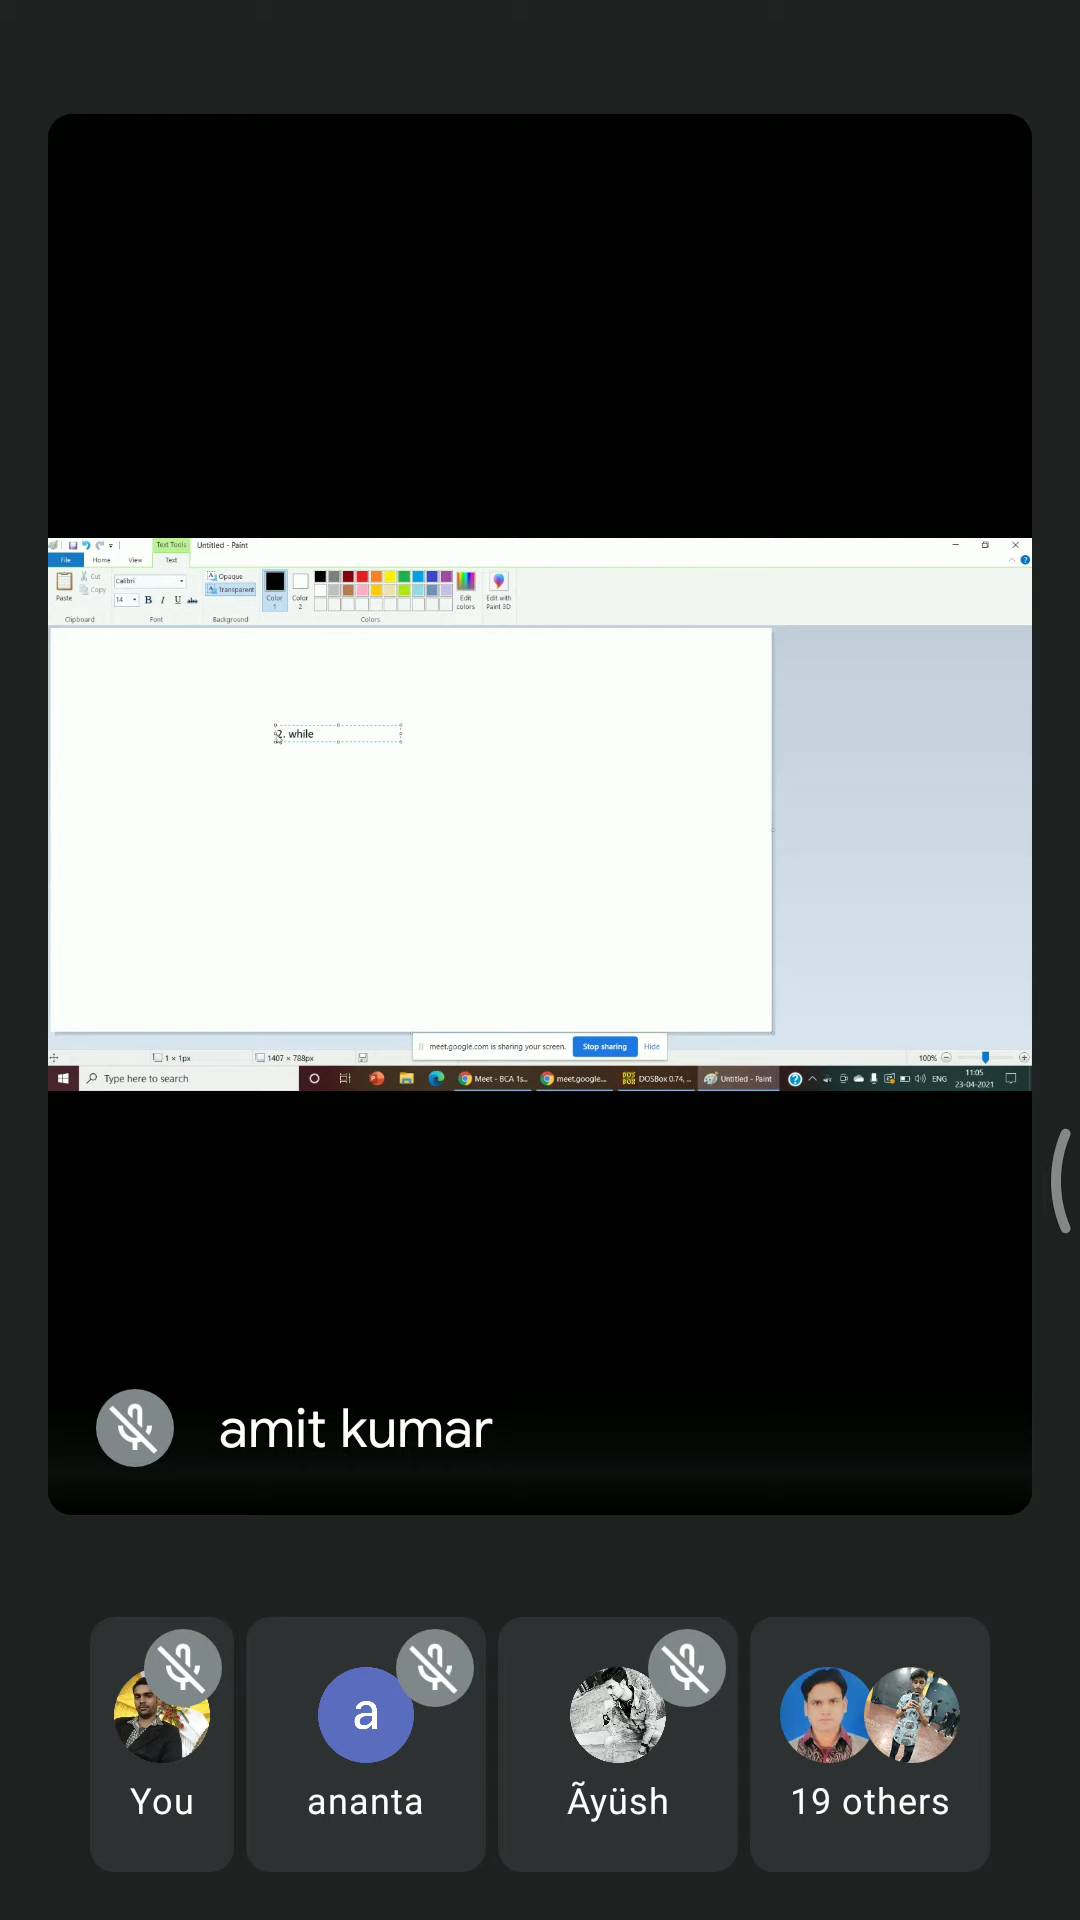 Text Tools Untitled - Paint
File Home View Text
Paste
Cut
Copy
Clipboard
Calibri
14 B I U abc
Font
Opaque
Transparent
Background
Color 1
Color 2
Edit colors
Edit with Paint 3D
Colors
2. while
meet.google.com is sharing your screen. Stop sharing Hide
1 × 1px 1407 × 788px 100%
Type here to search Meet - BCA 1s... meet.google... DOSBox 0.74, ... Untitled - Paint ENG 11:05
23-04-2021
amit kumar
a
You ananta Ãyüsh 19 others